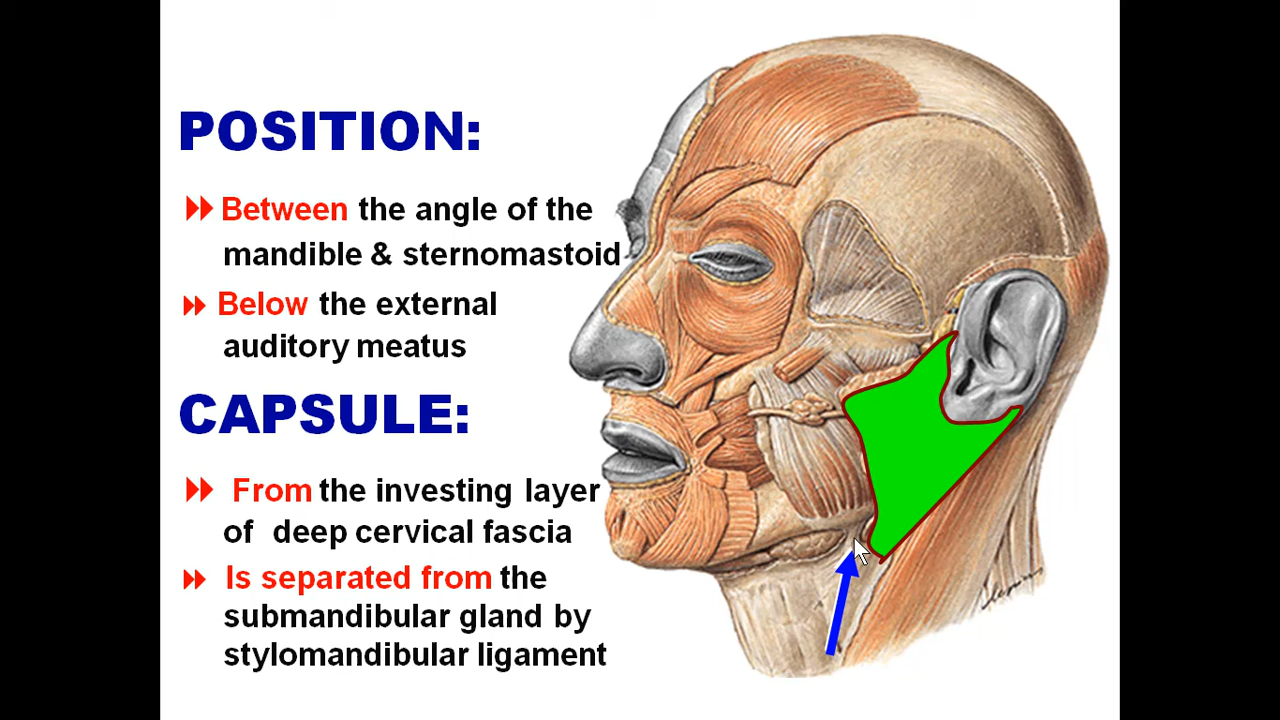 POSITION:
Between the angle of the
mandible & sternomastoid
Below the external
auditory meatus
CAPSULE:
From the investing layer
of deep cervical fascia
Is separated from the
submandibular gland by
stylomandibular ligament